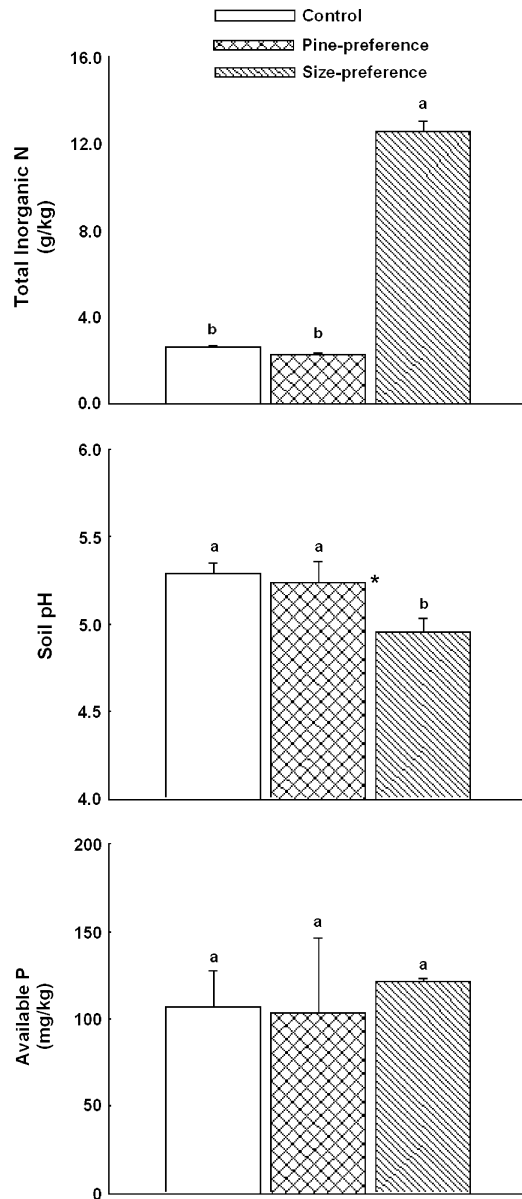 Control
Pine-preference
Size-preference
Total Inorganic N
(g/kg)
16.0
12.0
8.0
4.0
0.0
b
b
a
Soil pH
6.0
5.5
5.0
4.5
4.0
a
a
*
b
Available P
(mg/kg)
200
150
100
50
0
a
a
a